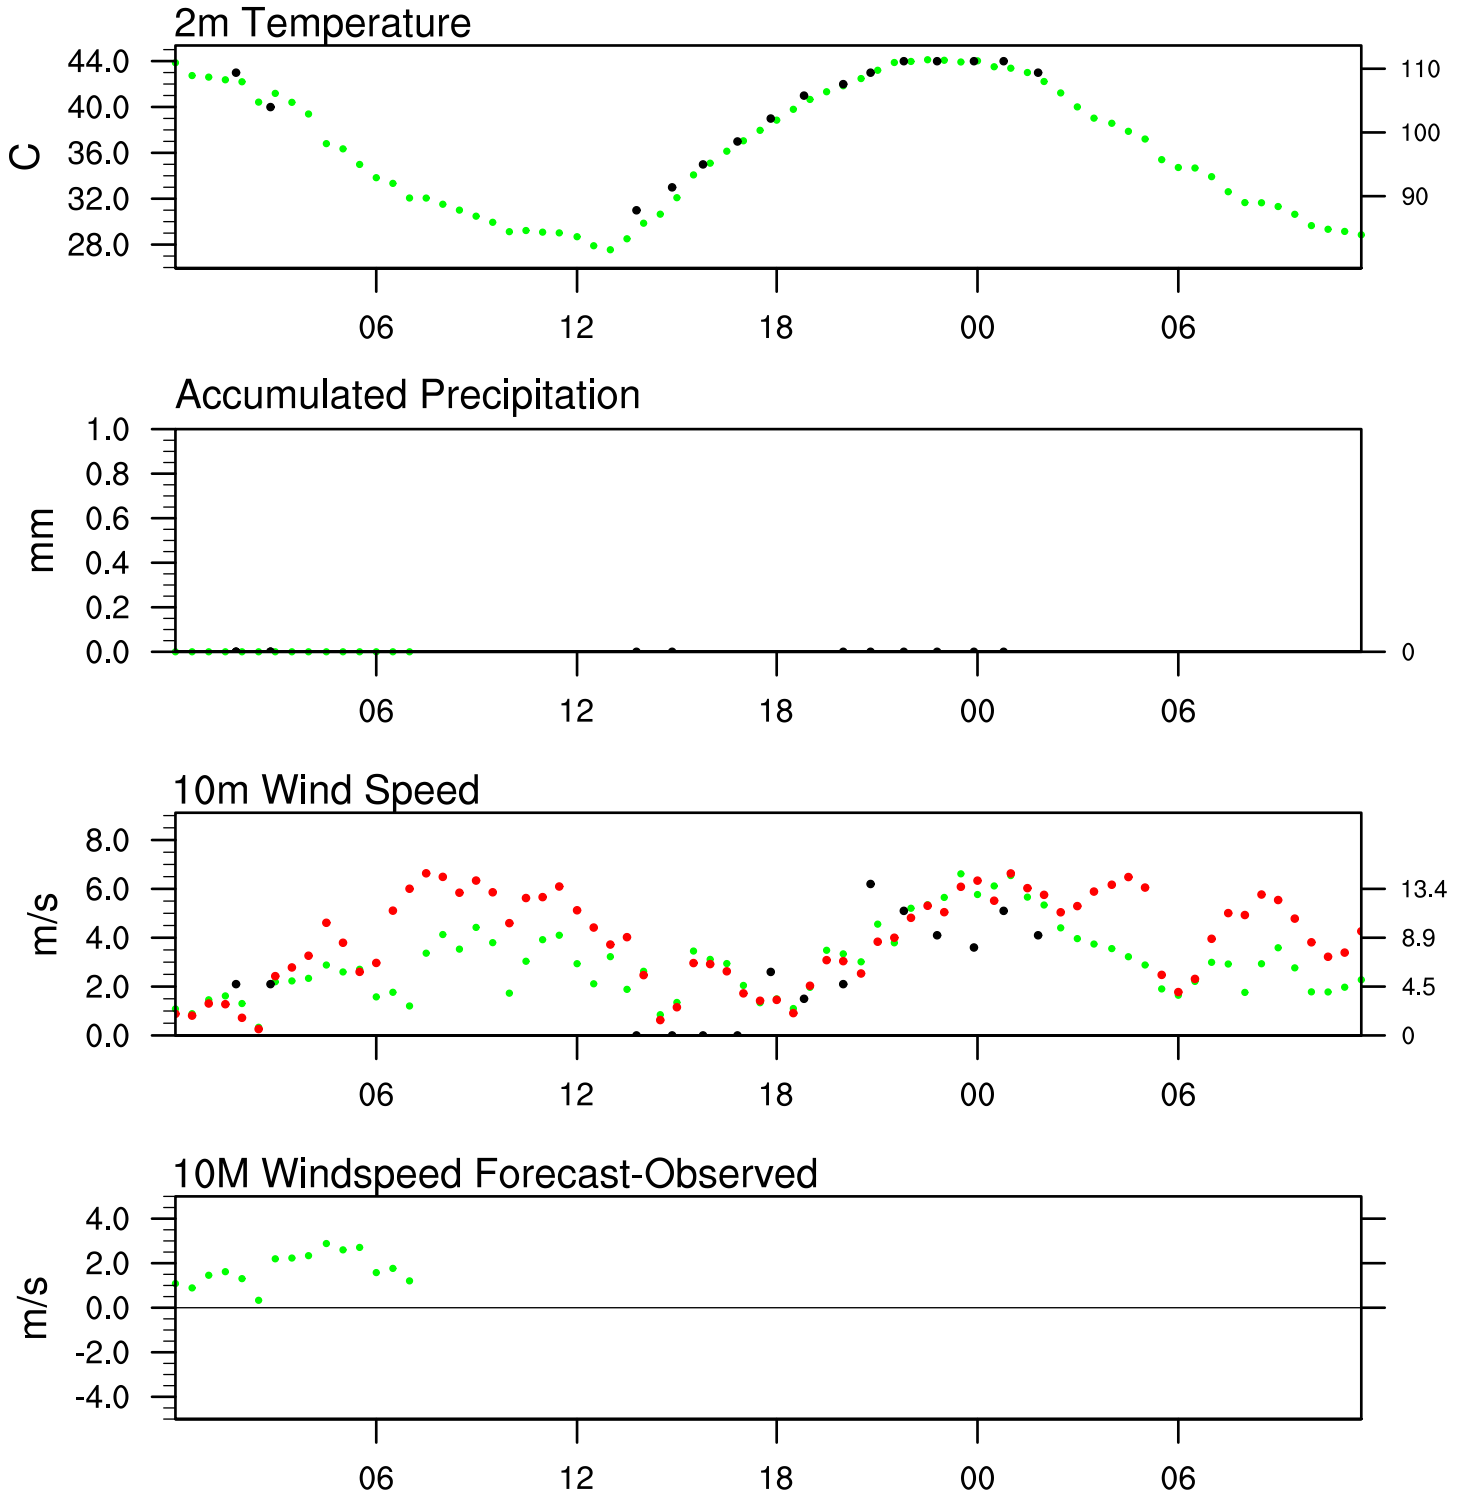 2m Temperature
44.0
40.0
36.0
32.0
28.0
C
110
100
90
06 12 18 00 06
Accumulated Precipitation
1.0
0.8
0.6
0.4
0.2
0.0
mm
0
06 12 18 00 06
10m Wind Speed
8.0
6.0
4.0
2.0
0.0
m/s
13.4
8.9
4.5
0
06 12 18 00 06
10M Windspeed Forecast-Observed
4.0
2.0
0.0
-2.0
-4.0
m/s
06 12 18 00 06